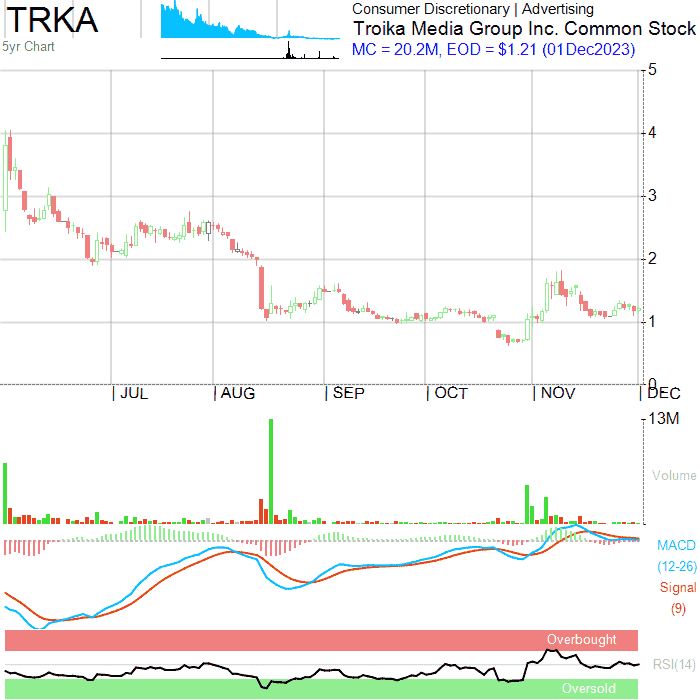 TRKA
5yr Chart
Consumer Discretionary | Advertising
Troika Media Group Inc. Common Stock
MC = 20.2M, EOD = $1.21 (01Dec2023)
5
4
3
2
1
0
| JUL | AUG | SEP | OCT | NOV | DEC
13M
Volume
MACD
(12-26)
Signal
(9)
Overbought
RSI(14)
Oversold